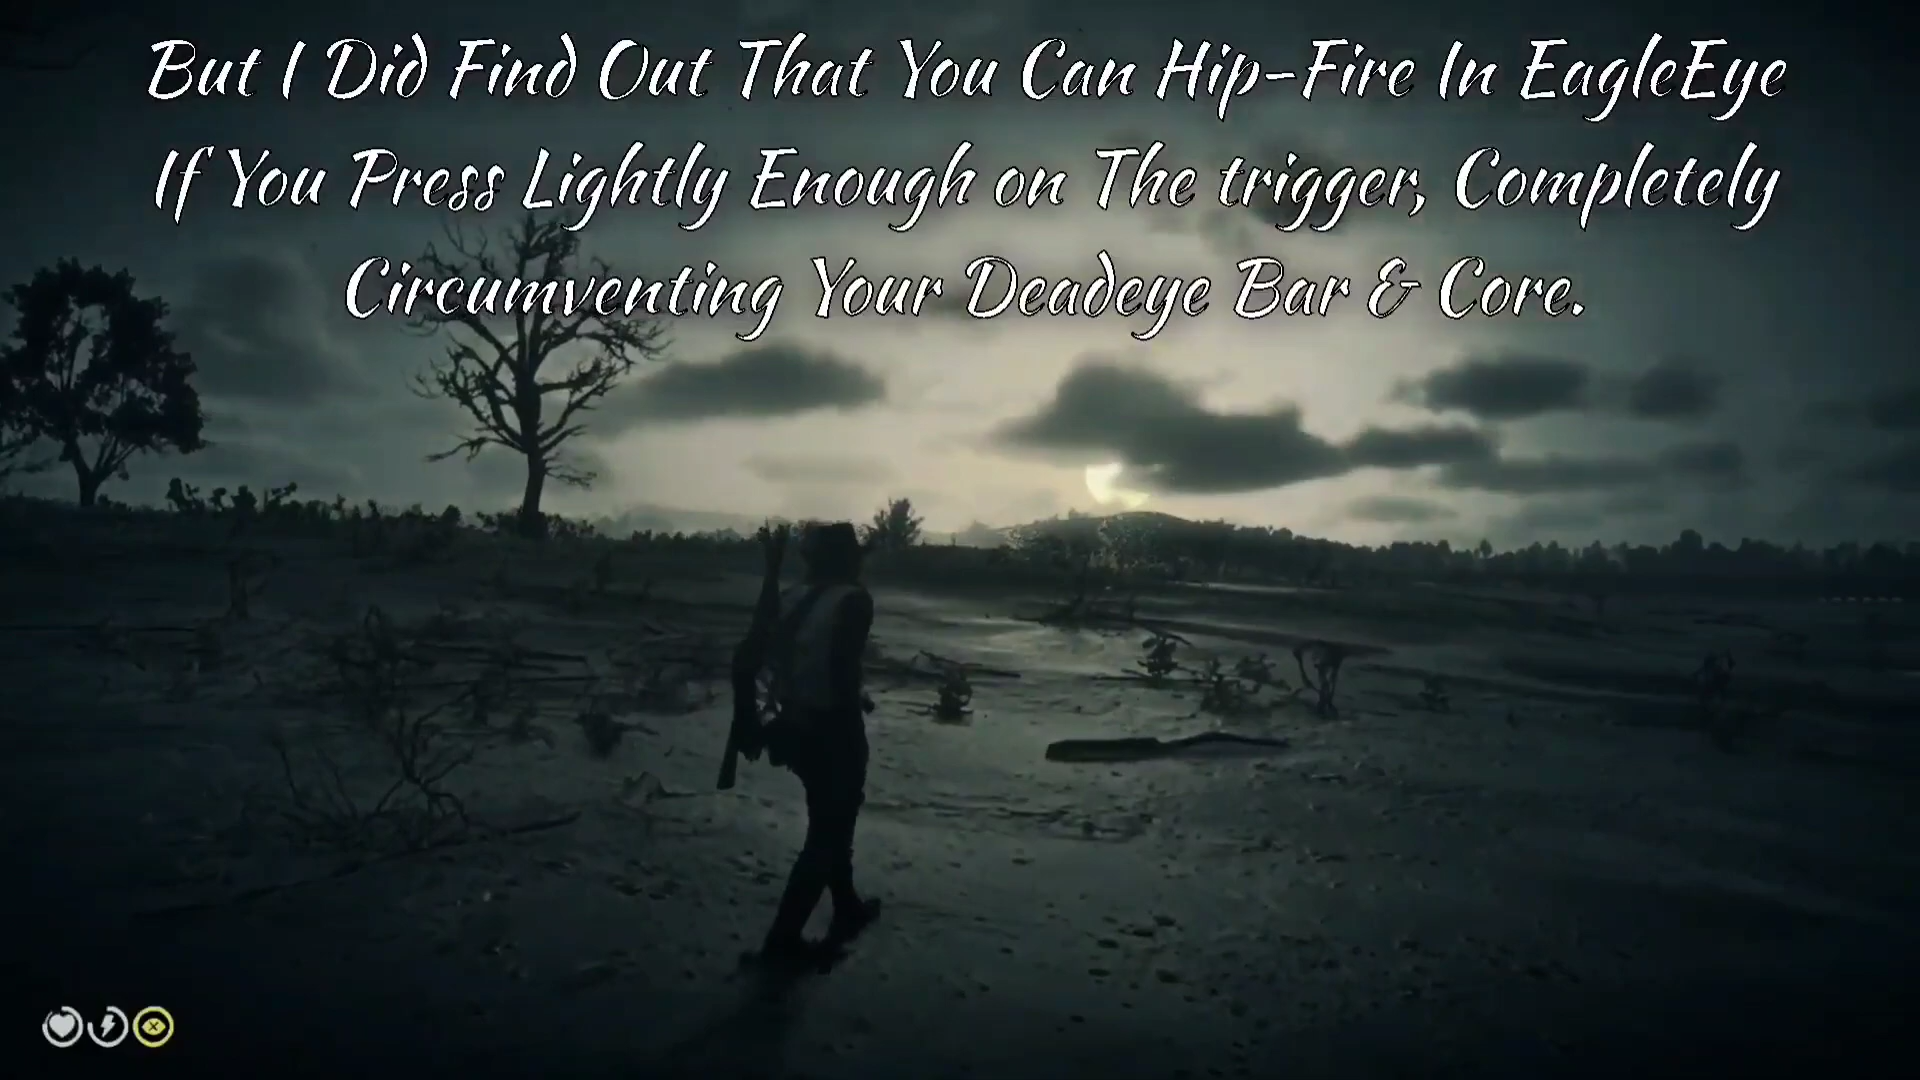 But I Did Find Out That You Can Hip-Fire In EagleEye
If You Press Lightly Enough on The trigger, Completely
Circumventing Your Deadeye Bar & Core.